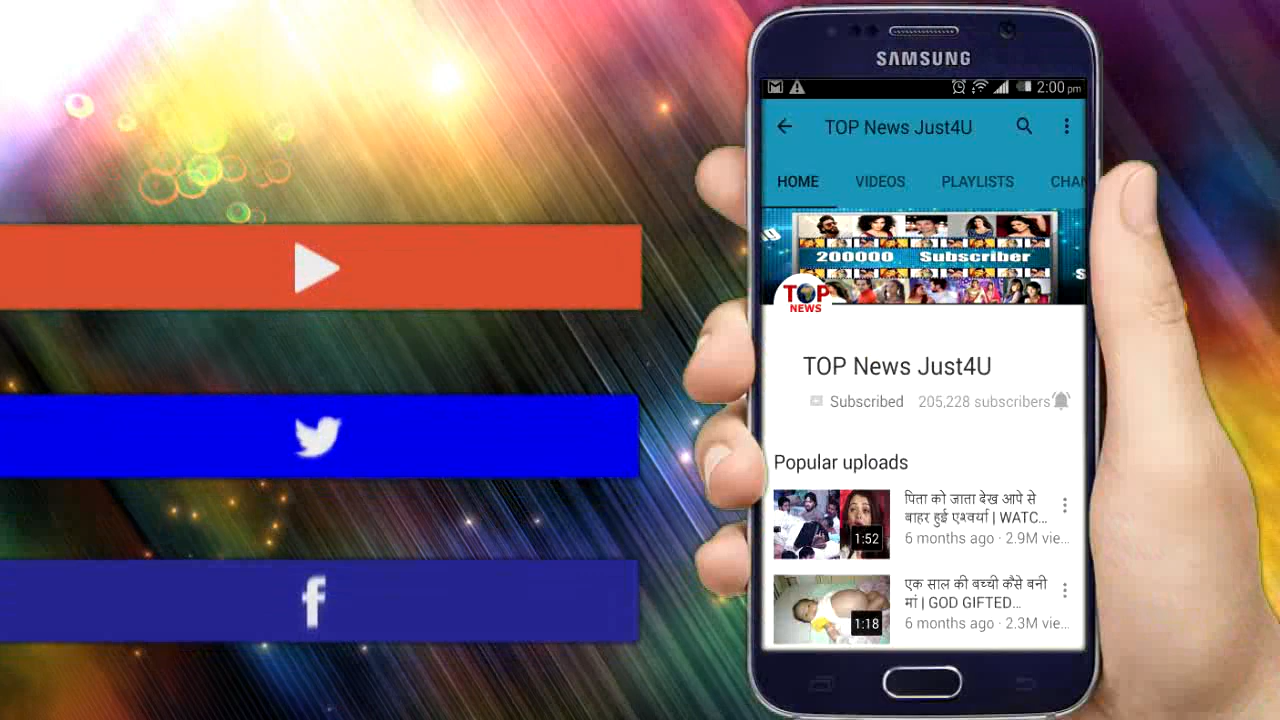 SAMSUNG
2:00 pm
TOP News Just4U
HOME VIDEOS PLAYLISTS CHAN
200000 Subscriber
TOP
NEWS
TOP News Just4U
Subscribed 205,228 subscribers
Popular uploads
पिता को जाता देख आपे से
बाहर हुई एश्वर्या | WATC...
1:52
6 months ago · 2.9M vie...
एक साल की बच्ची कैसे बनी
मां | GOD GIFTED...
1:18
6 months ago · 2.3M vie...